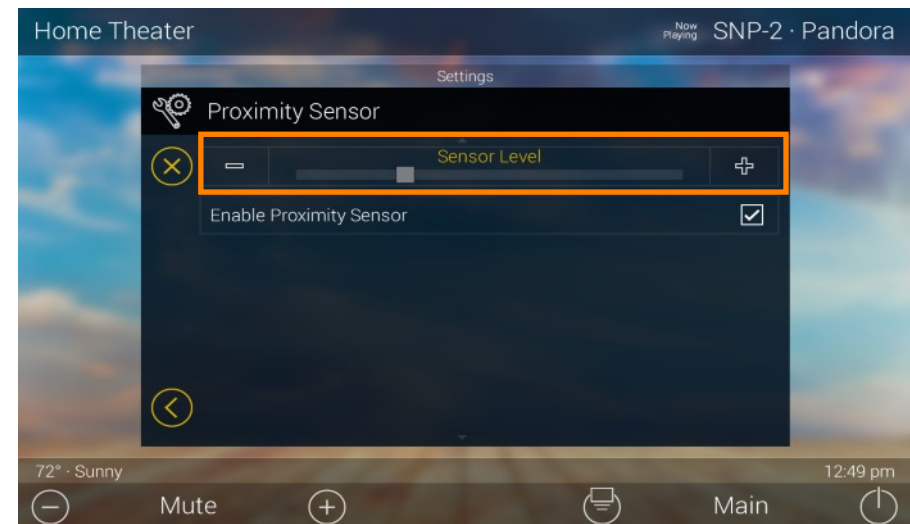 Home Theater
Now Playing SNP-2 · Pandora
Settings
Proximity Sensor
Sensor Level
Enable Proximity Sensor
72° · Sunny
12:49 pm
Mute
Main